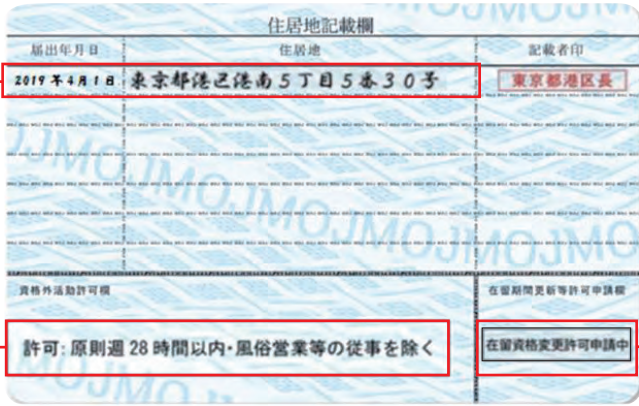 住居地記載欄
届出年月日 住居地 記載者印
2019年4月1日 東京都港区港南5丁目5番30号 東京都港区長
資格外活動許可欄 在留期間更新等許可申請欄
許可: 原則週28時間以内・風俗営業等の従事を除く 在留資格変更許可申請中